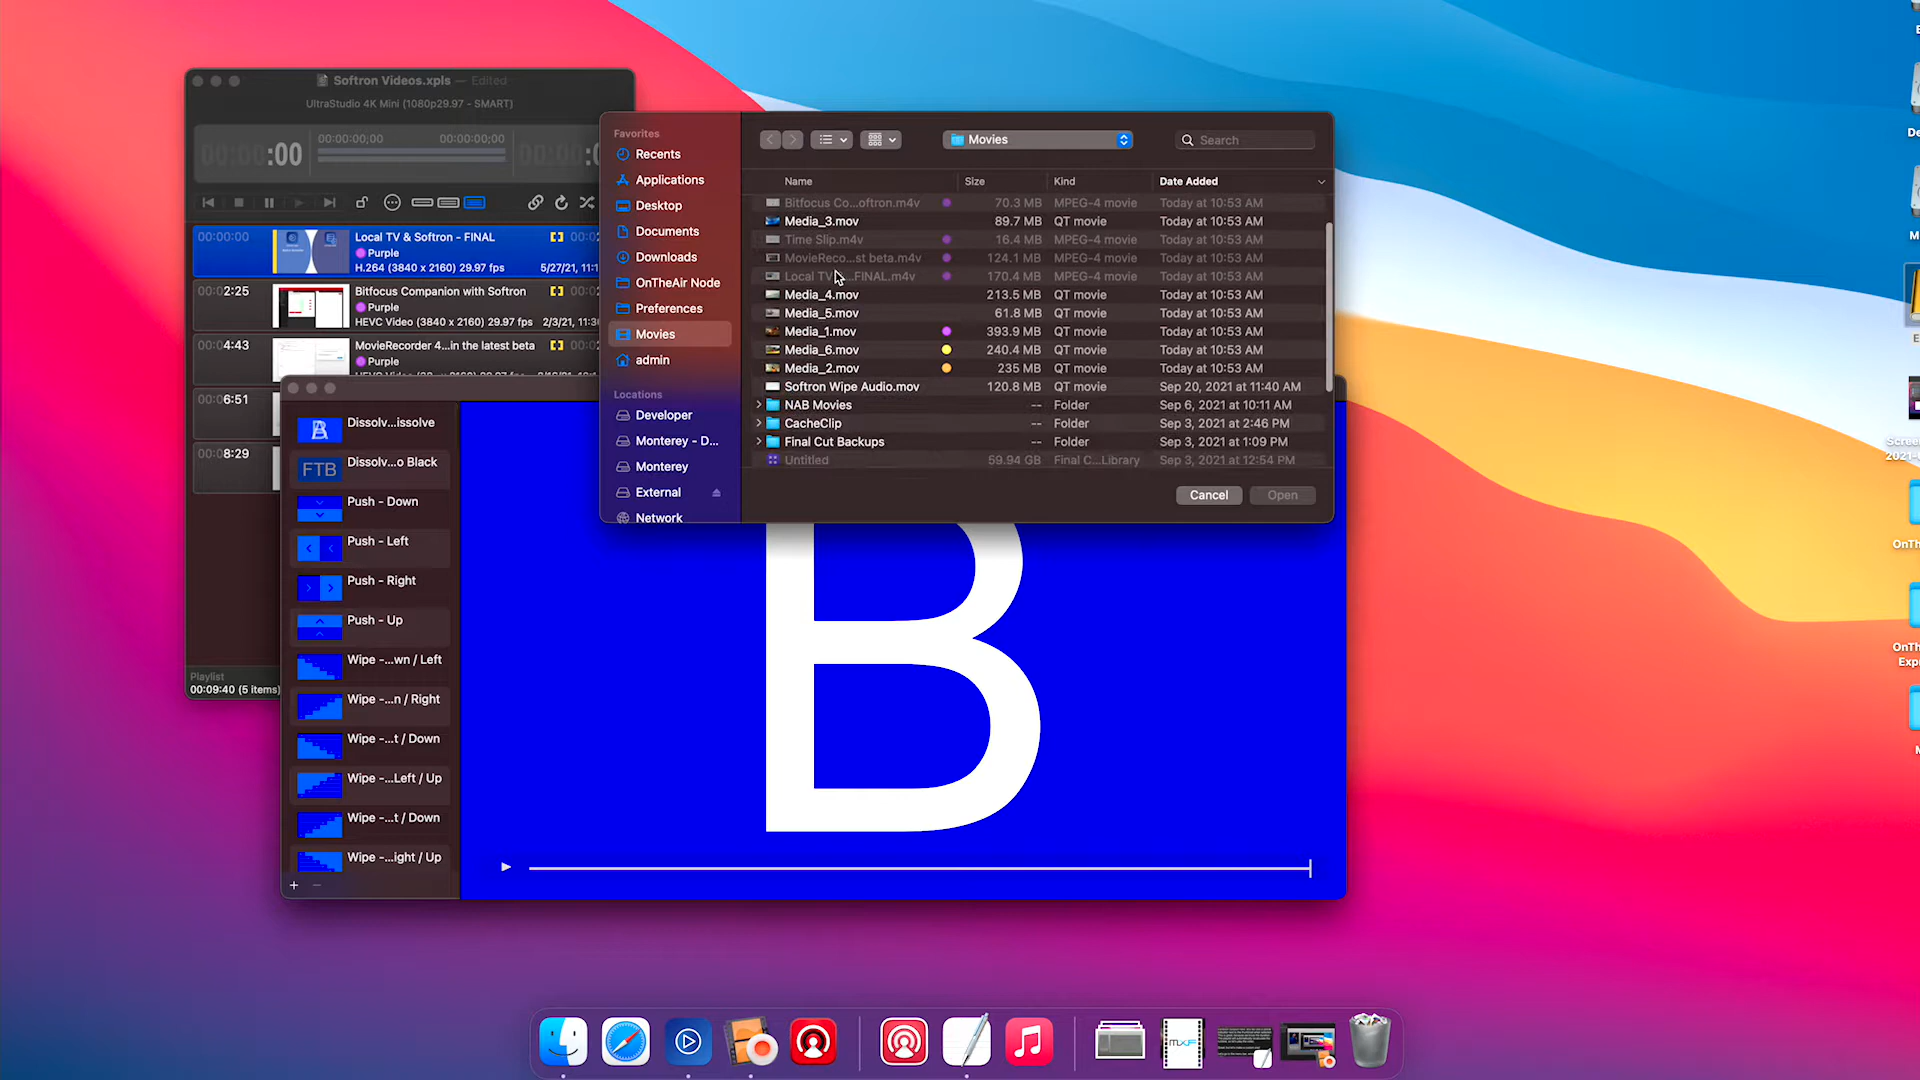 Softron Videos.xpls — Edited
UltraStudio 4K Mini (1080p29.97 - SMART)
00:00:00;00
00:00:00;00
00:00:00
Local TV & Softron - FINAL
Purple
H.264 (3840 x 2160) 29.97 fps
5/27/21, 11:1
00:02:25
Bitfocus Companion with Softron
Purple
HEVC Video (3840 x 2160) 29.97 fps
2/3/21, 11:3
00:04:43
MovieRecorder 4...in the latest beta
Purple
00:06:51
00:08:29
Playlist
00:09:40 (5 items)
Dissolv...issolve
FTB
Dissolv...o Black
Push - Down
Push - Left
Push - Right
Push - Up
Wipe -...wn / Left
Wipe -...n / Right
Wipe -...t / Down
Wipe -...Left / Up
Wipe -...t / Down
Wipe -...ight / Up
B
Favorites
Recents
Applications
Desktop
Documents
Downloads
OnTheAir Node
Preferences
Movies
admin
Locations
Developer
Monterey - D...
Monterey
External
Network
Movies
Search
Name Size Kind Date Added
Bitfocus Co...oftron.m4v 70.3 MB MPEG-4 movie Today at 10:53 AM
Media_3.mov 89.7 MB QT movie Today at 10:53 AM
Time Slip.m4v 16.4 MB MPEG-4 movie Today at 10:53 AM
MovieReco...st beta.m4v 124.1 MB MPEG-4 movie Today at 10:53 AM
Local TV ...FINAL.m4v 170.4 MB MPEG-4 movie Today at 10:53 AM
Media_4.mov 213.5 MB QT movie Today at 10:53 AM
Media_5.mov 61.8 MB QT movie Today at 10:53 AM
Media_1.mov 393.9 MB QT movie Today at 10:53 AM
Media_6.mov 240.4 MB QT movie Today at 10:53 AM
Media_2.mov 235 MB QT movie Today at 10:53 AM
Softron Wipe Audio.mov 120.8 MB QT movie Sep 20, 2021 at 11:40 AM
NAB Movies -- Folder Sep 6, 2021 at 10:11 AM
CacheClip -- Folder Sep 3, 2021 at 2:46 PM
Final Cut Backups -- Folder Sep 3, 2021 at 1:09 PM
Untitled 59.94 GB Final C...Library Sep 3, 2021 at 12:54 PM
Cancel
Open
De
M
Scree
2021-
OnTh
OnTh
Exp
MXF